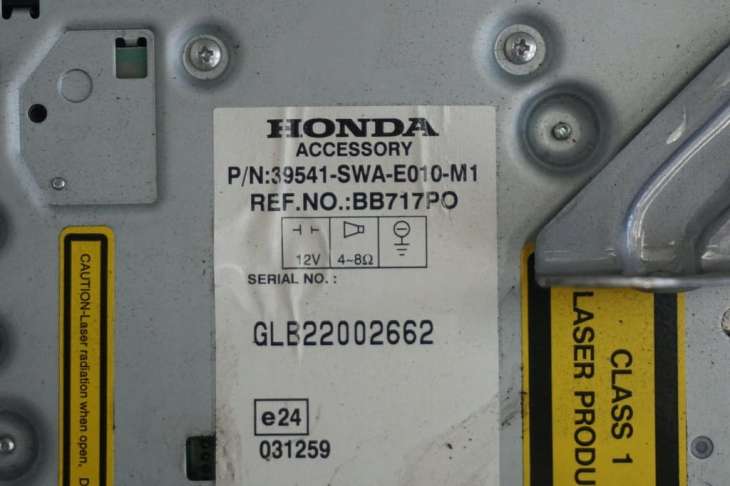 HONDA
ACCESSORY
P/N:39541-SWA-E010-M1
REF.NO.:BB717PO
12V 4~8Ω
SERIAL NO. :
GLB22002662
e24
031259
CAUTION-Laser radiation when open, D
CLASS 1
LASER PRODU